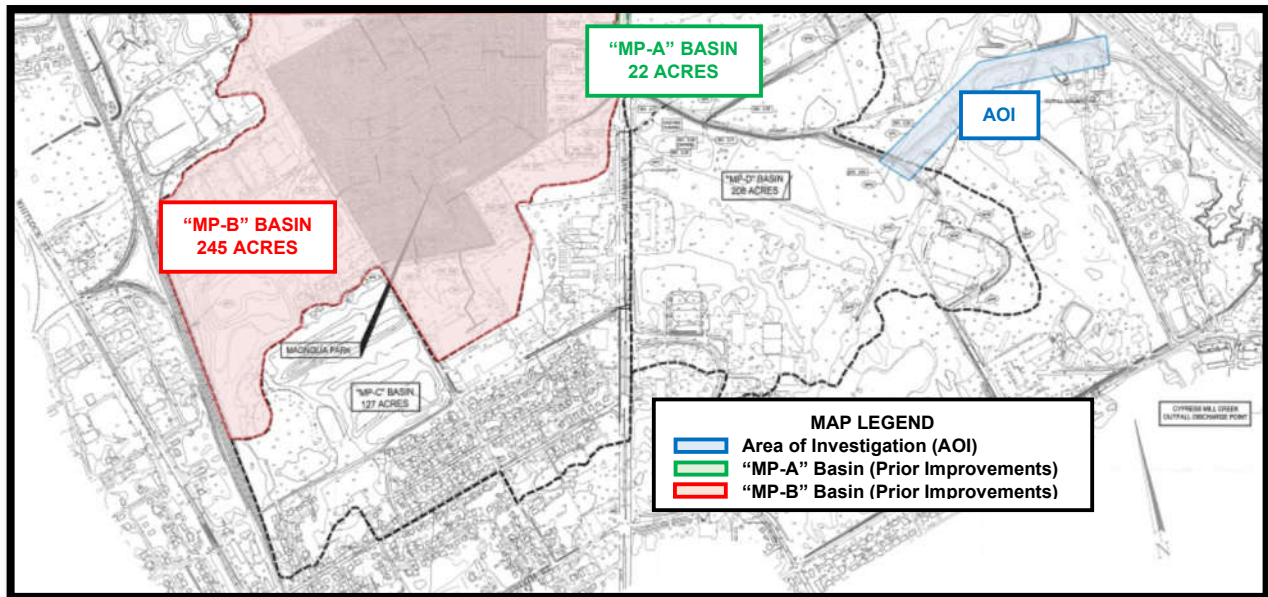 “MP-A” BASIN
22 ACRES
AOI
"MP-D" BASIN
208 ACRES
“MP-B” BASIN
245 ACRES
MAGNOLIA PARK
"MP-C" BASIN
127 ACRES
CYPRESS MILL CREEK
OUTFALL DISCHARGE POINT
MAP LEGEND
Area of Investigation (AOI)
“MP-A” Basin (Prior Improvements)
“MP-B” Basin (Prior Improvements)
N